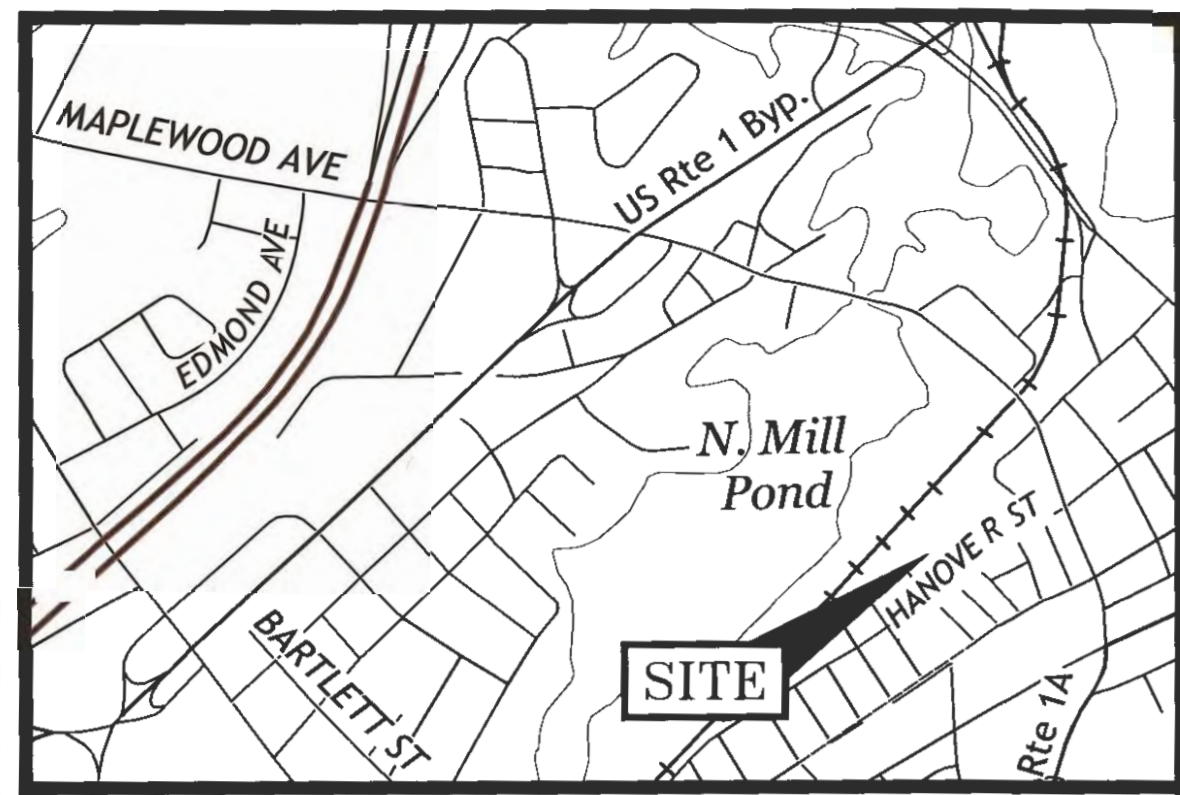 MAPLEWOOD AVE
US Rte 1 Byp.
EDMOND AVE
N. Mill
Pond
HANOVE R ST
BARTLETT ST
SITE
Rte 1A